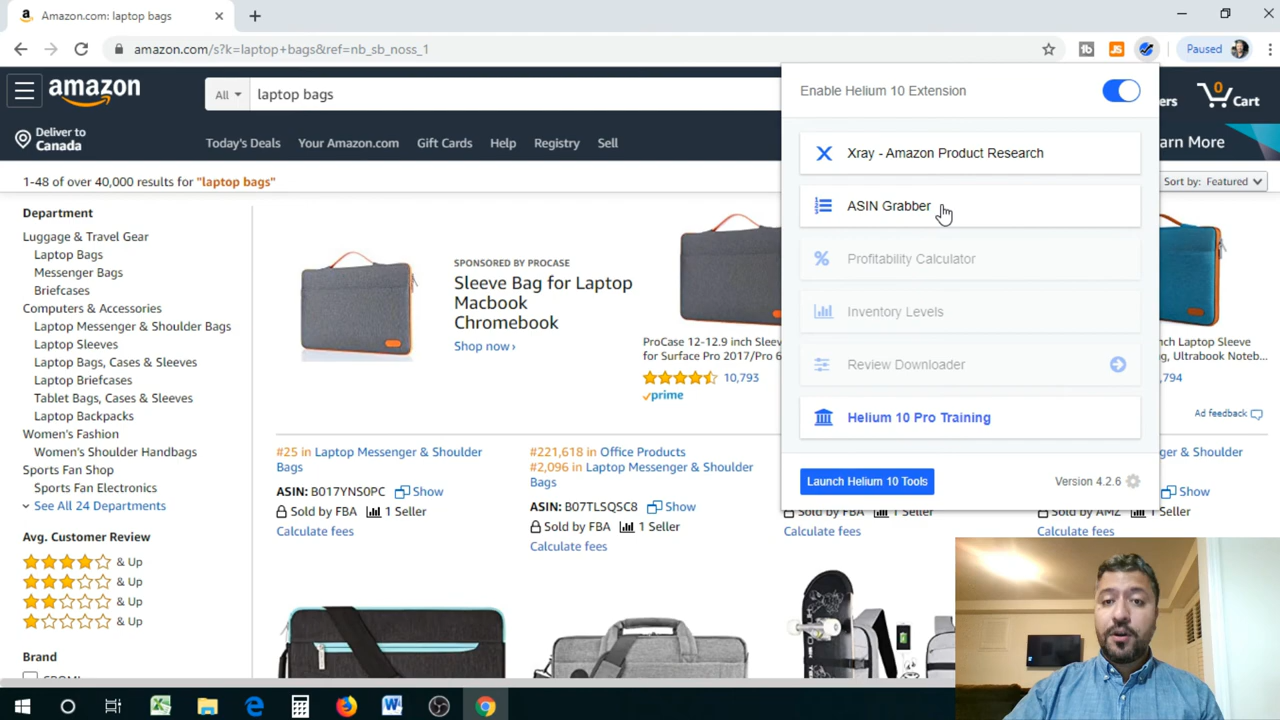 Amazon.com: laptop bags
amazon.com/s?k=laptop+bags&ref=nb_sb_noss_1
Paused
amazon
All
laptop bags
Deliver to
Canada
Today's Deals
Your Amazon.com
Gift Cards
Help
Registry
Sell
0
Cart
1-48 of over 40,000 results for "laptop bags"
Sort by: Featured
Enable Helium 10 Extension
Xray - Amazon Product Research
ASIN Grabber
Profitability Calculator
Inventory Levels
Review Downloader
Helium 10 Pro Training
Launch Helium 10 Tools
Version 4.2.6
Department
Luggage & Travel Gear
Laptop Bags
Messenger Bags
Briefcases
Computers & Accessories
Laptop Messenger & Shoulder Bags
Laptop Sleeves
Laptop Bags, Cases & Sleeves
Laptop Briefcases
Tablet Bags, Cases & Sleeves
Laptop Backpacks
Women's Fashion
Women's Shoulder Handbags
Sports Fan Shop
Sports Fan Electronics
See All 24 Departments
Avg. Customer Review
& Up
& Up
& Up
& Up
Brand
SPONSORED BY PROCASE
Sleeve Bag for Laptop
Macbook
Chromebook
Shop now ›
ProCase 12-12.9 inch
for Surface Pro 2017/Pro 6
10,793
prime
Ad feedback
#25 in Laptop Messenger & Shoulder
Bags
ASIN: B017YNS0PC Show
Sold by FBA 1 Seller
Calculate fees
#221,618 in Office Products
#2,096 in Laptop Messenger & Shoulder
Bags
ASIN: B07TLSQSC8 Show
Sold by FBA 1 Seller
Calculate fees
Sold by FBA 1 Seller
Calculate fees
Show
Sold by AMZ 1 Seller
Calculate fees